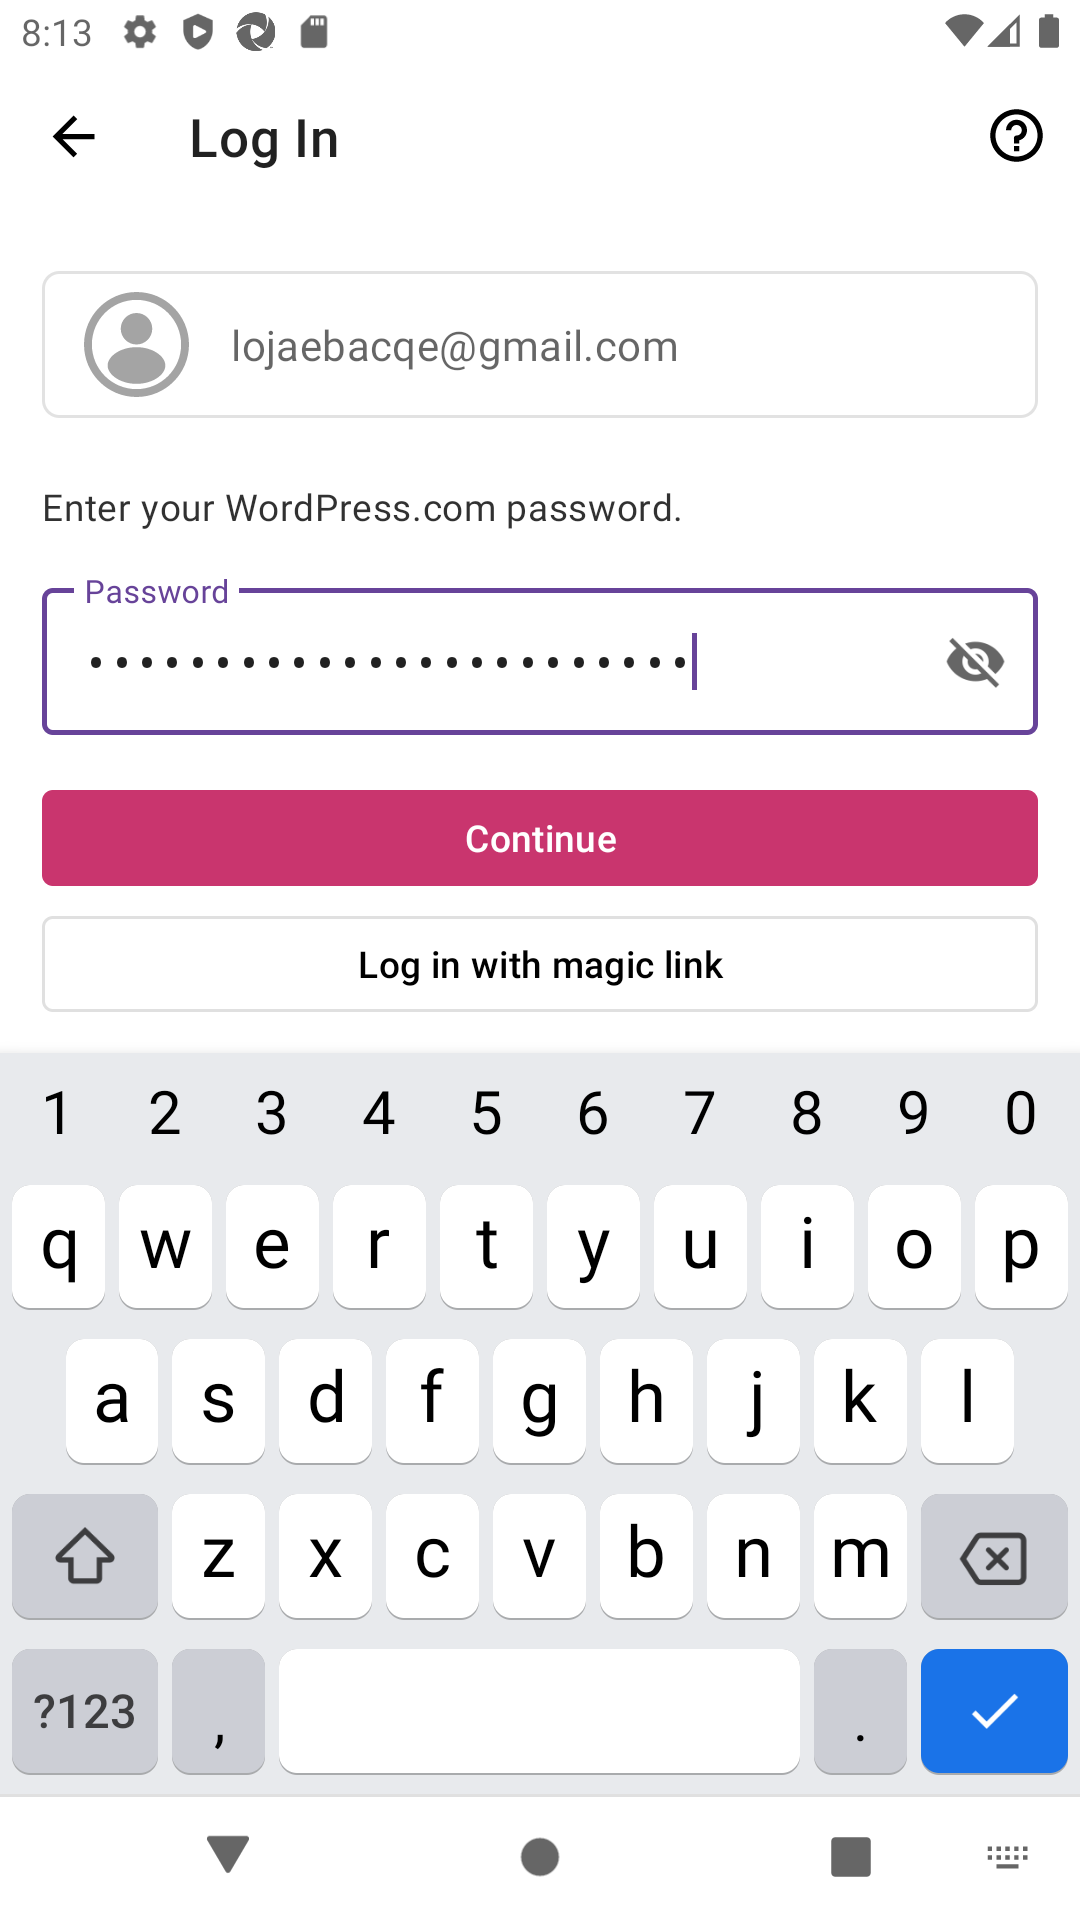 8:13
Log In
lojaebacqe@gmail.com
Enter your WordPress.com password.
Password
••••••••••••••••••••••••
Continue
Log in with magic link
1 2 3 4 5 6 7 8 9 0
q w e r t y u i o p
a s d f g h j k l
z x c v b n m
?123 , .